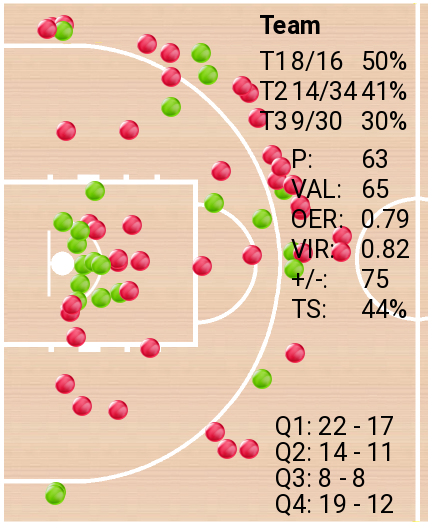 Team
T1 8/16 50%
T2 14/34 41%
T3 9/30 30%
P: 63
VAL: 65
OER: 0.79
VIR: 0.82
+/-: 75
TS: 44%
Q1: 22 - 17
Q2: 14 - 11
Q3: 8 - 8
Q4: 19 - 12